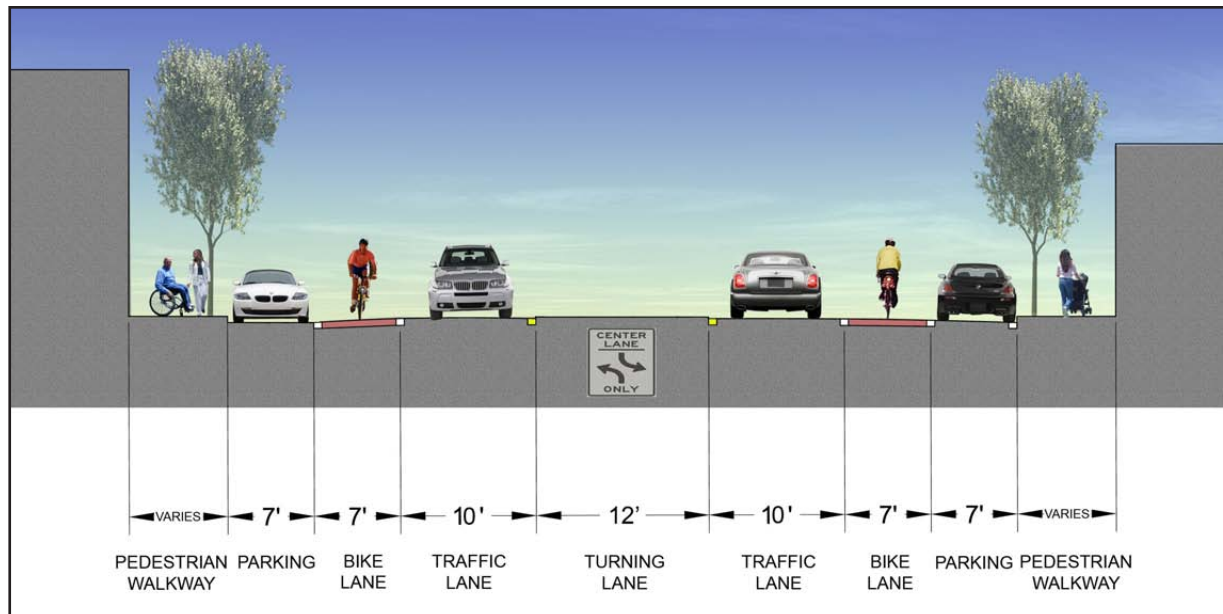 CENTER
LANE
ONLY
VARIES 7' 7' 10' 12' 10' 7' 7' VARIES
PEDESTRIAN WALKWAY
PARKING
BIKE LANE
TRAFFIC LANE
TURNING LANE
TRAFFIC LANE
BIKE LANE
PARKING
PEDESTRIAN WALKWAY